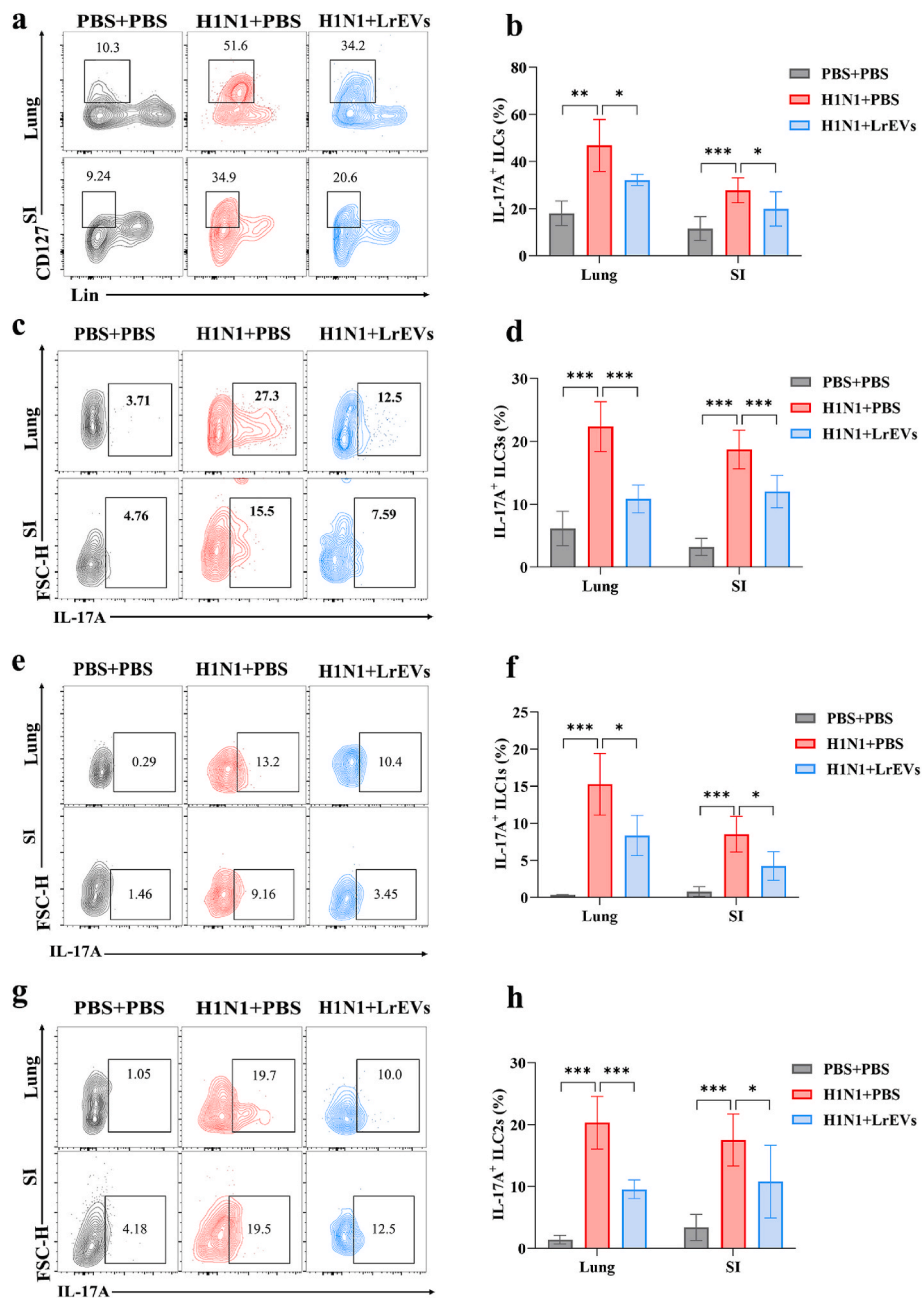 a
PBS+PBS H1N1+PBS H1N1+LrEVs
Lung
10.3 51.6 34.2
SI
9.24 34.9 20.6
CD127
Lin
b
IL-17A+ ILCs (%)
80
60
40
20
0
** * *** *
Lung SI
PBS+PBS
H1N1+PBS
H1N1+LrEVs
c
PBS+PBS H1N1+PBS H1N1+LrEVs
Lung
3.71 27.3 12.5
SI
4.76 15.5 7.59
FSC-H
IL-17A
d
IL-17A+ ILC3s (%)
30
20
10
0
*** *** *** ***
Lung SI
PBS+PBS
H1N1+PBS
H1N1+LrEVs
e
PBS+PBS H1N1+PBS H1N1+LrEVs
Lung
0.29 13.2 10.4
SI
1.46 9.16 3.45
FSC-H
IL-17A
f
IL-17A+ ILC1s (%)
25
20
15
10
5
0
*** * *** *
Lung SI
PBS+PBS
H1N1+PBS
H1N1+LrEVs
g
PBS+PBS H1N1+PBS H1N1+LrEVs
Lung
1.05 19.7 10.0
SI
4.18 19.5 12.5
FSC-H
IL-17A
h
IL-17A+ ILC2s (%)
30
20
10
0
*** *** *** *
Lung SI
PBS+PBS
H1N1+PBS
H1N1+LrEVs